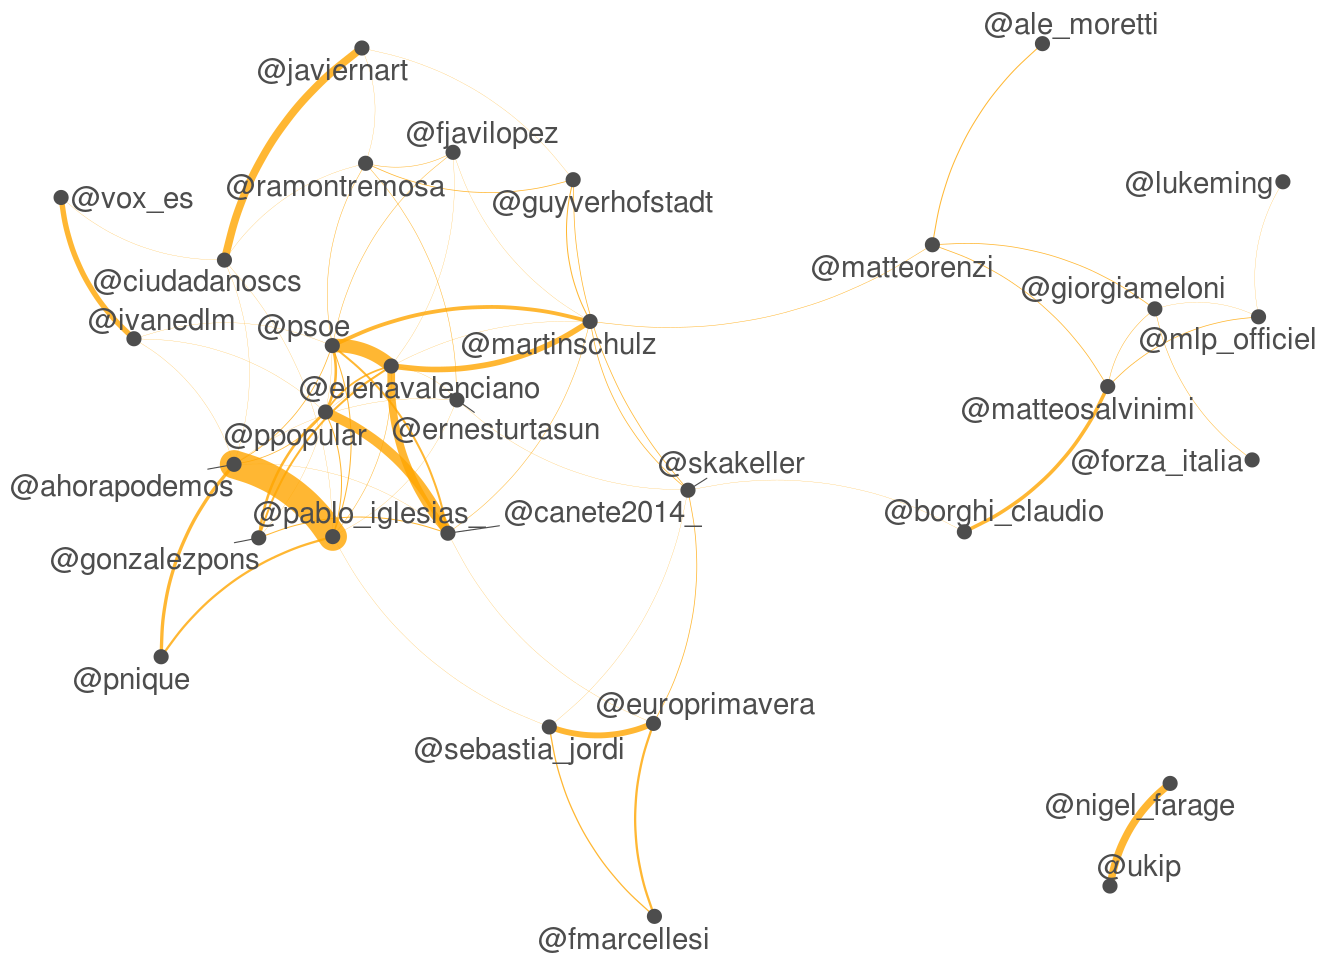 @ale_moretti
@javiernart
@fjavilopez
@lukeming
@ramontremosa
@vox_es
@guyverhofstadt
@matteorenzi
@ciudadanoscs
@giorgiameloni
@ivanedlm
@psoe
@mlp_officiel
@martinschulz
@elenavalenciano
@matteosalvinimi
@ernesturtasun
@ppopular
@skakeller
@forza_italia
@ahorapodemos
@pablo_iglesias_
@canete2014_
@borghi_claudio
@gonzalezpons
@pnique
@europrimavera
@sebastia_jordi
@nigel_farage
@ukip
@fmarcellesi